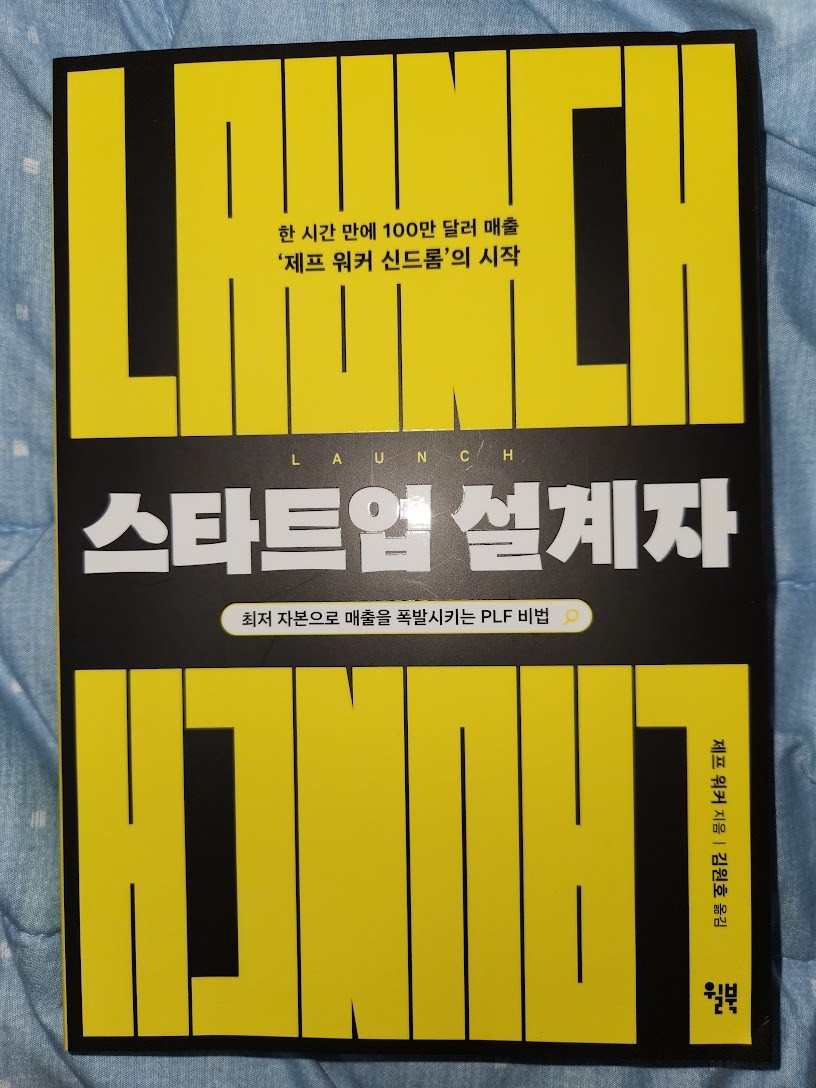 LAUNCH
한 시간 만에 100만 달러 매출
‘제프 워커 신드롬’의 시작
LAUNCH
스타트업 설계자
최저 자본으로 매출을 폭발시키는 PLF 비법
LAUNCH
제프 워커 지음 | 김원호 옮김
윌북